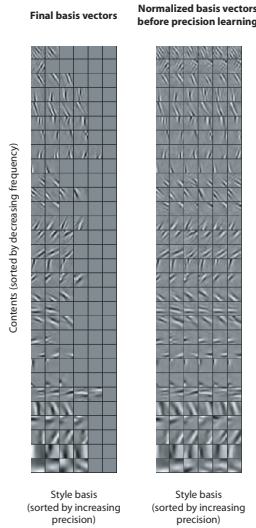 Final basis vectors
Normalized basis vectors
before precision learning
Contents (sorted by decreasing frequency)
Style basis
(sorted by increasing
precision)
Style basis
(sorted by increasing
precision)